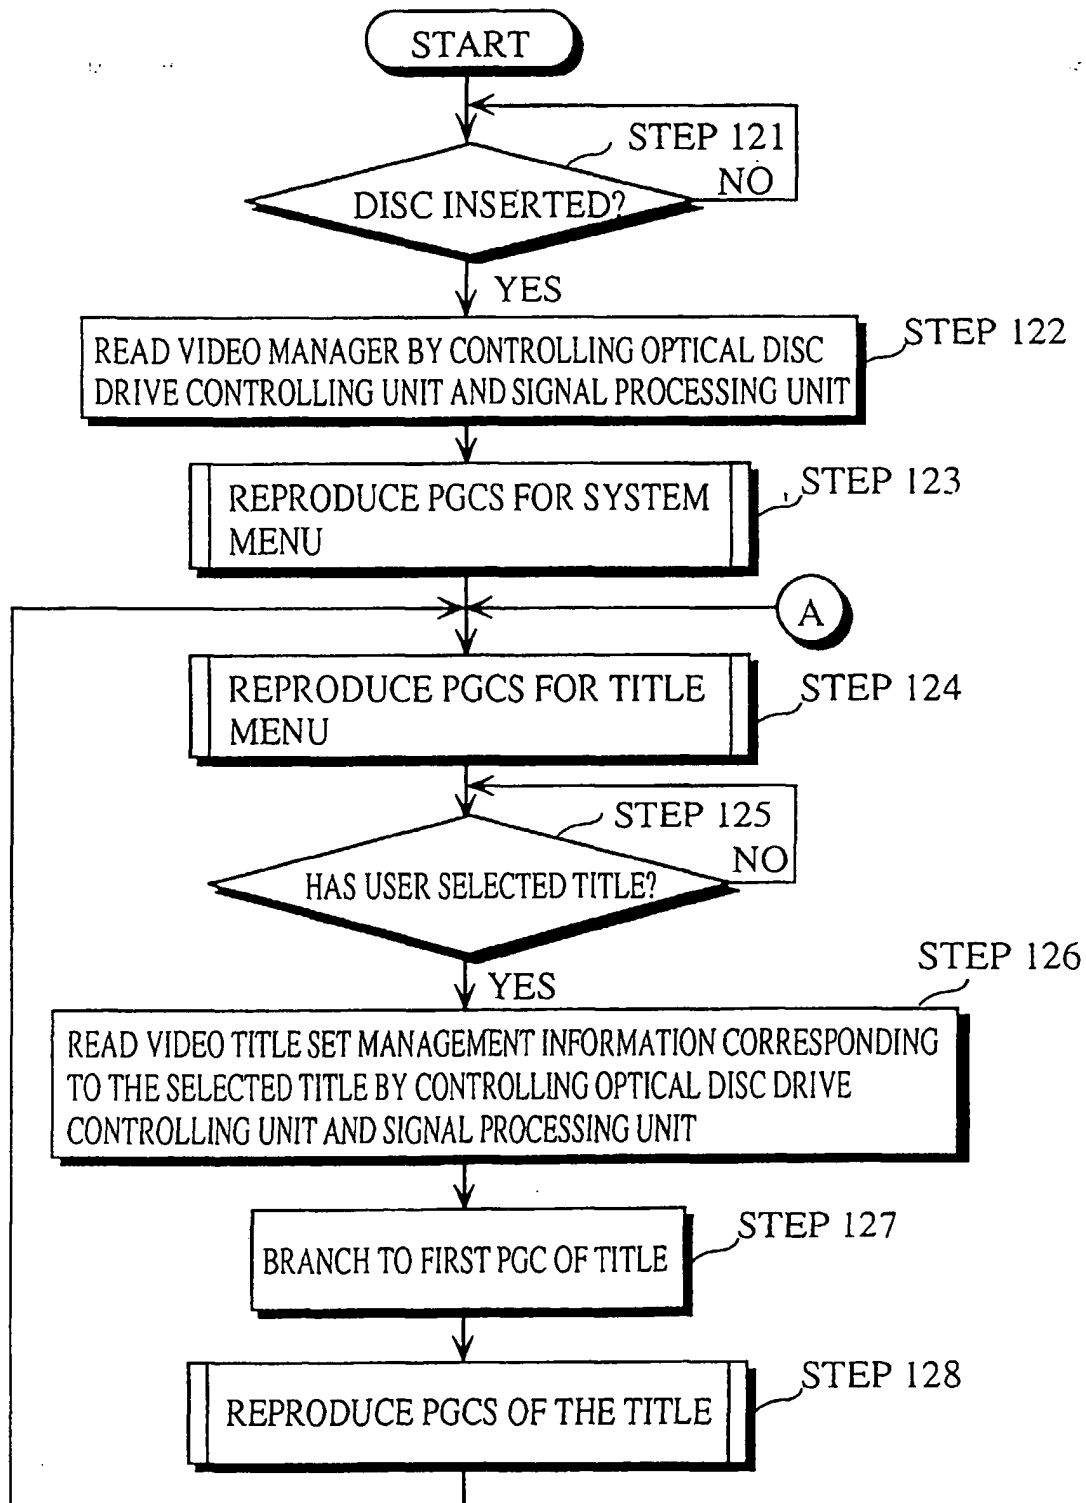 START
STEP 121
NO
DISC INSERTED?
YES
STEP 122
READ VIDEO MANAGER BY CONTROLLING OPTICAL DISC
DRIVE CONTROLLING UNIT AND SIGNAL PROCESSING UNIT
STEP 123
REPRODUCE PGCS FOR SYSTEM
MENU
A
STEP 124
REPRODUCE PGCS FOR TITLE
MENU
STEP 125
NO
HAS USER SELECTED TITLE?
YES
STEP 126
READ VIDEO TITLE SET MANAGEMENT INFORMATION CORRESPONDING
TO THE SELECTED TITLE BY CONTROLLING OPTICAL DISC DRIVE
CONTROLLING UNIT AND SIGNAL PROCESSING UNIT
STEP 127
BRANCH TO FIRST PGC OF TITLE
STEP 128
REPRODUCE PGCS OF THE TITLE